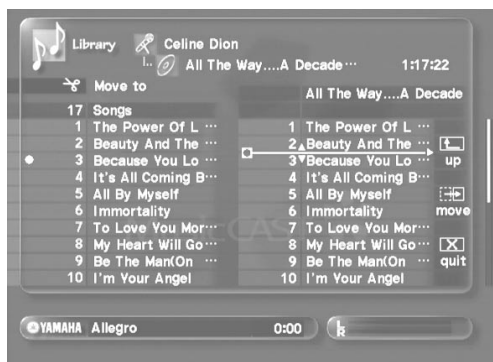 Library Celine Dion
All The Way....A Decade… 1:17:22
Move to
All The Way....A Decade
17 Songs
1 The Power Of L …
2 Beauty And The …
3 Because You Lo …
4 It's All Coming B…
5 All By Myself
6 Immortality
7 To Love You Mor…
8 My Heart Will Go…
9 Be The Man(On …
10 I'm Your Angel
1 The Power Of L …
2 Beauty And The …
3 Because You Lo …
4 It's All Coming B…
5 All By Myself
6 Immortality
7 To Love You Mor…
8 My Heart Will Go…
9 Be The Man(On …
10 I'm Your Angel
up
move
quit
YAMAHA Allegro 0:00